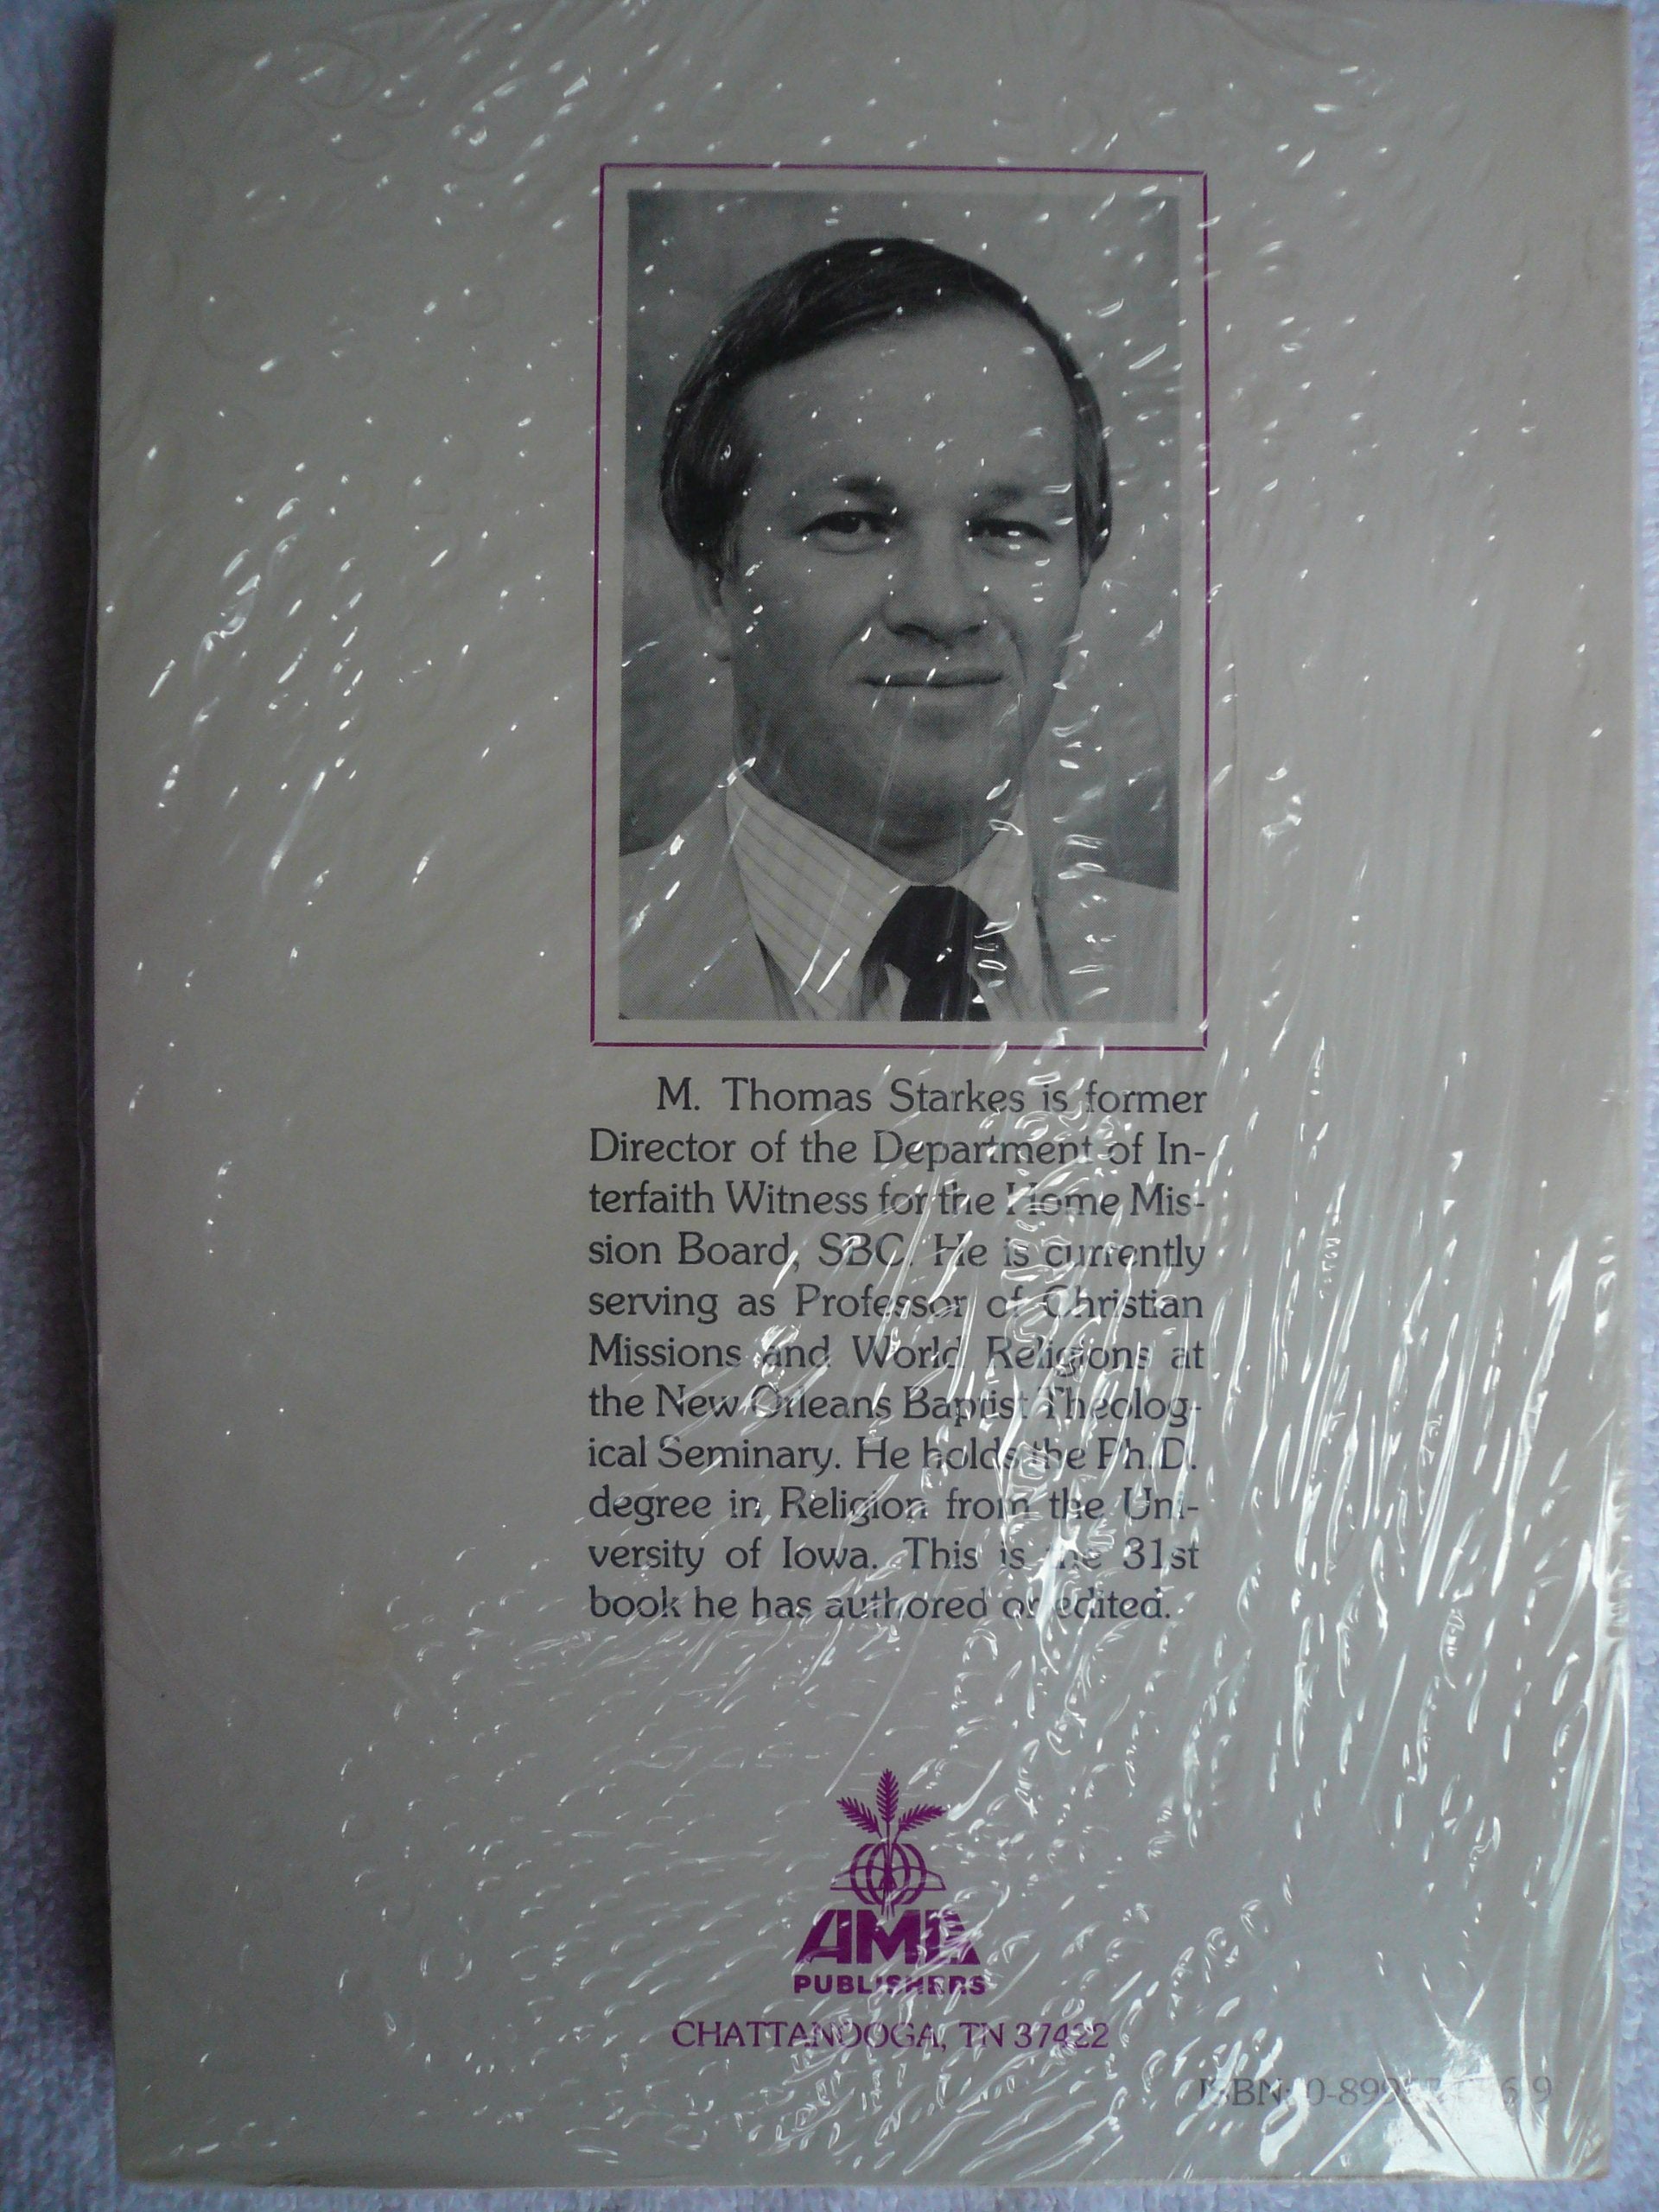 M. Thomas Starkes is former
Director of the Department of In-
terfaith Witness for the Home Mis-
sion Board, SBC. He is currently
serving as Professor of Christian
Missions and World Religions at
the New Orleans Baptist Theolog-
ical Seminary. He holds the Ph.D.
degree in Religion from the Uni-
versity of Iowa. This is the 31st
book he has authored or edited.
AMG
PUBLISHERS
CHATTANOOGA, TN 37422
ISBN: